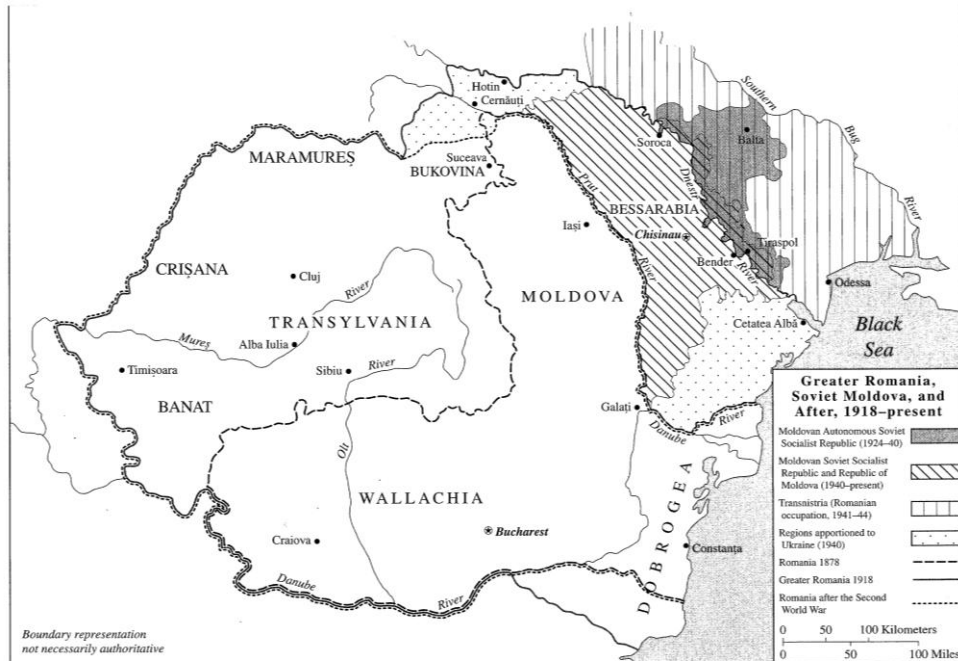 Hotin
Cernăuți
Southern
Bug
River
MARAMUREȘ
Soroca
Balta
Suceava
BUKOVINA
Prut
River
Dnestr
River
BESSARABIA
Iași
Chisinau
Tiraspol
Bender
CRIȘANA
Cluj
River
MOLDOVA
Odessa
TRANSYLVANIA
Mureș
Alba Iulia
Cetatea Albă
Black
Sea
Timișoara
Sibiu
River
BANAT
Galați
Danube
River
Olt
WALLACHIA
DOBROGEA
Bucharest
Craiova
Constanța
Danube
River
Boundary representation
not necessarily authoritative
Greater Romania,
Soviet Moldova, and
After, 1918–present
Moldovan Autonomous Soviet
Socialist Republic (1924–40)
Moldovan Soviet Socialist
Republic and Republic of
Moldova (1940–present)
Transnistria (Romanian
occupation, 1941–44)
Regions apportioned to
Ukraine (1940)
Romania 1878
Greater Romania 1918
Romania after the Second
World War
0 50 100 Kilometers
0 50 100 Miles